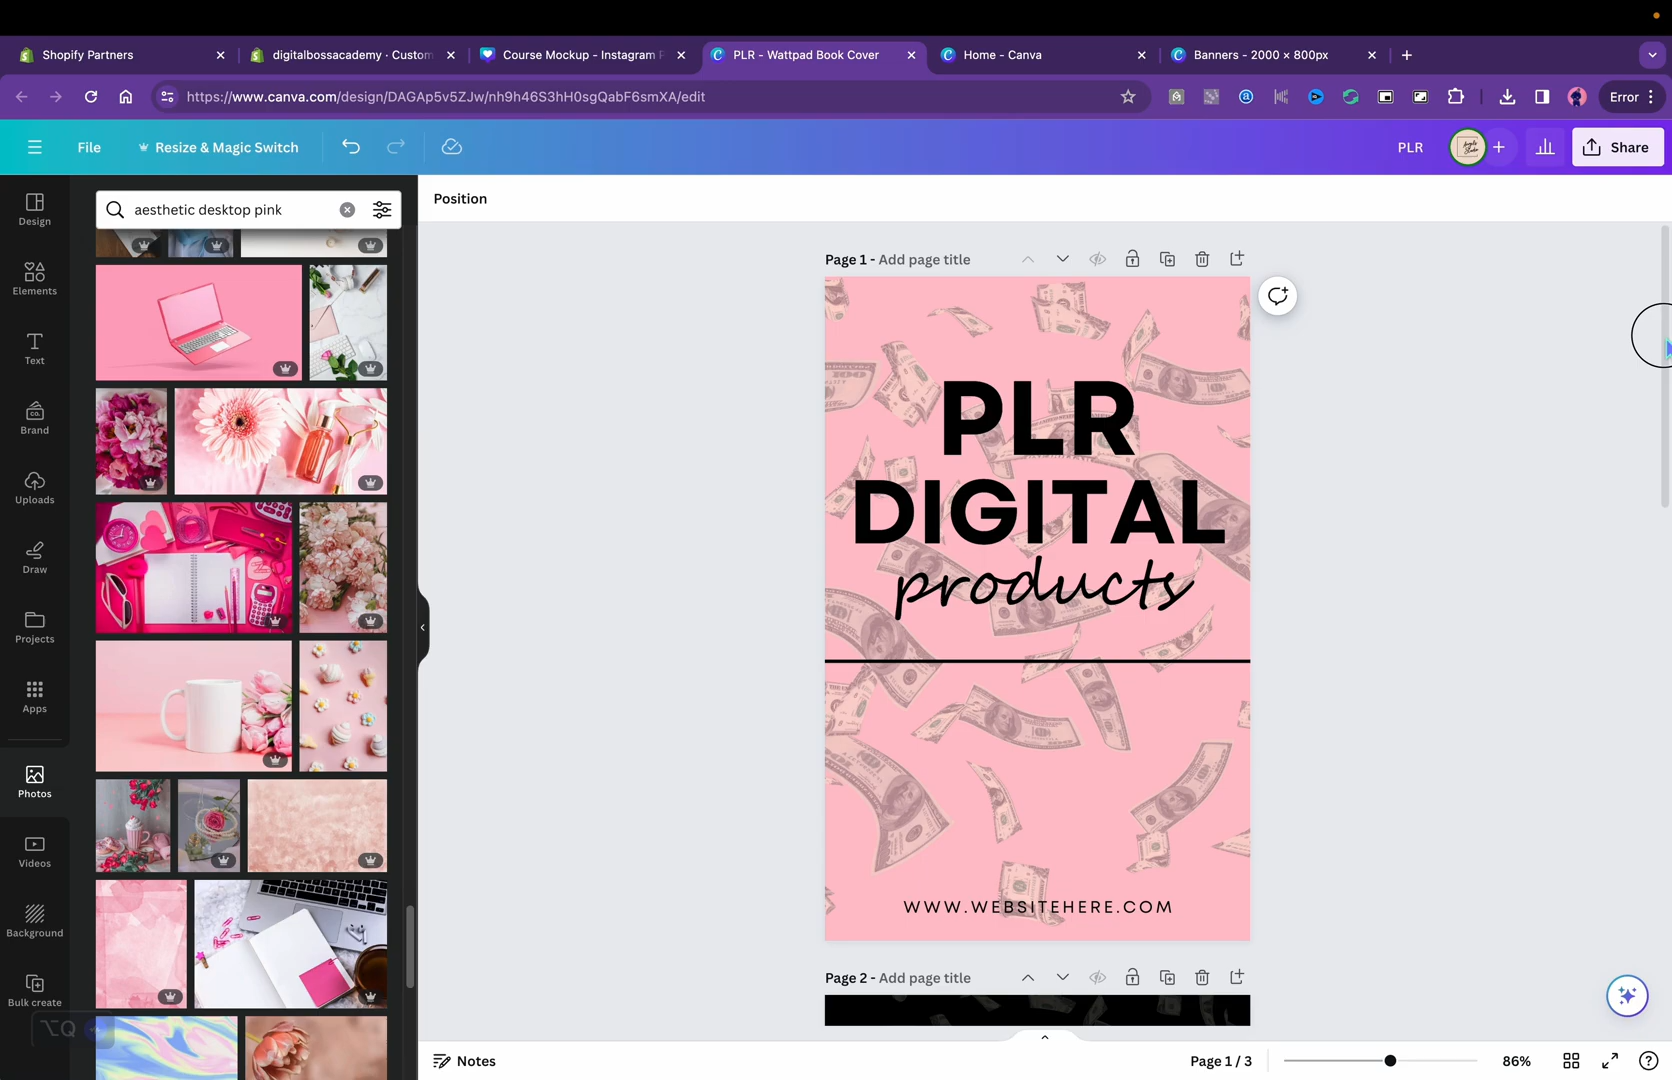 Shopify Partners
digitalbossacademy · Custom
Course Mockup - Instagram P
PLR - Wattpad Book Cover
Home - Canva
Banners - 2000 × 800px
https://www.canva.com/design/DAGAp5v5ZJw/nh9h46S3hH0sgQabF6smXA/edit
Error
File
Resize & Magic Switch
PLR
Share
Design
Elements
Text
Brand
Uploads
Draw
Projects
Apps
Photos
Videos
Background
Bulk create
⌥Q
aesthetic desktop pink
Position
Page 1 - Add page title
PLR
DIGITAL
products
WWW.WEBSITEHERE.COM
Page 2 - Add page title
Notes
Page 1 / 3
86%